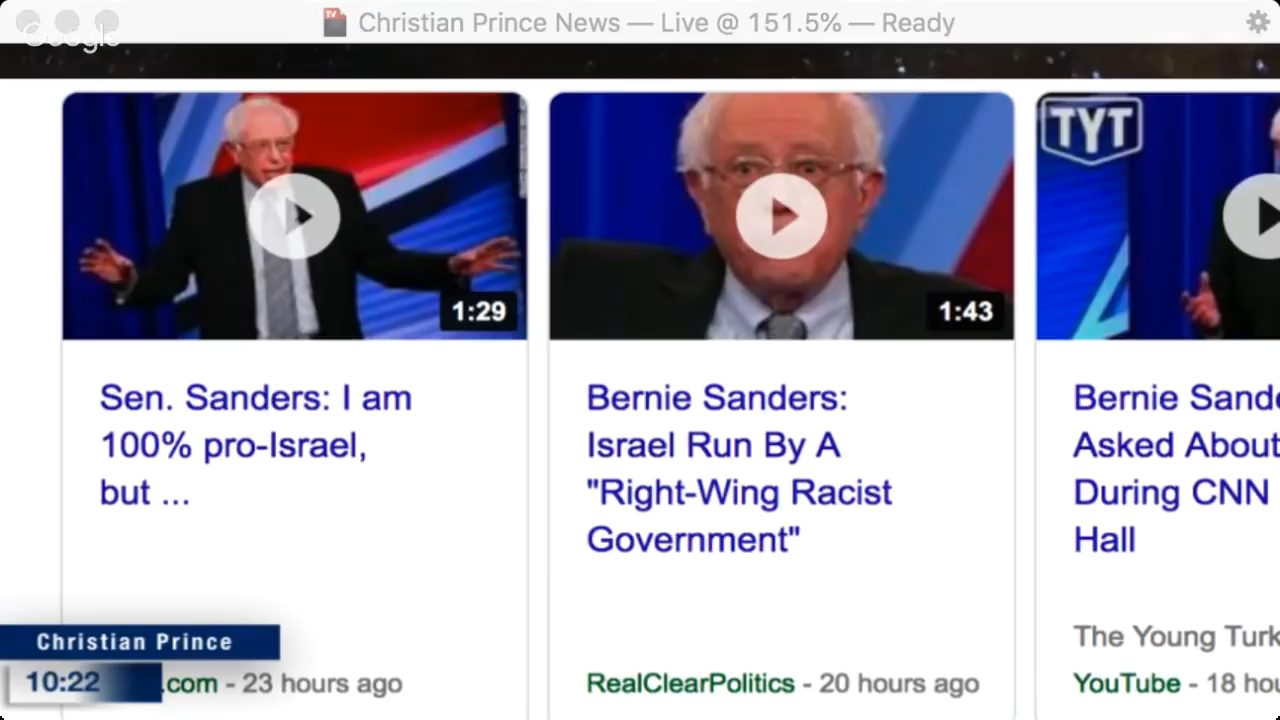 Christian Prince News — Live @ 151.5% — Ready
Google
TV
TYT
1:29
1:43
Sen. Sanders: I am
100% pro-Israel,
but ...
Bernie Sanders:
Israel Run By A
"Right-Wing Racist
Government"
Bernie Sande
Asked About
During CNN
Hall
Christian Prince
10:22
.com - 23 hours ago
RealClearPolitics - 20 hours ago
The Young Turk
YouTube - 18 hou